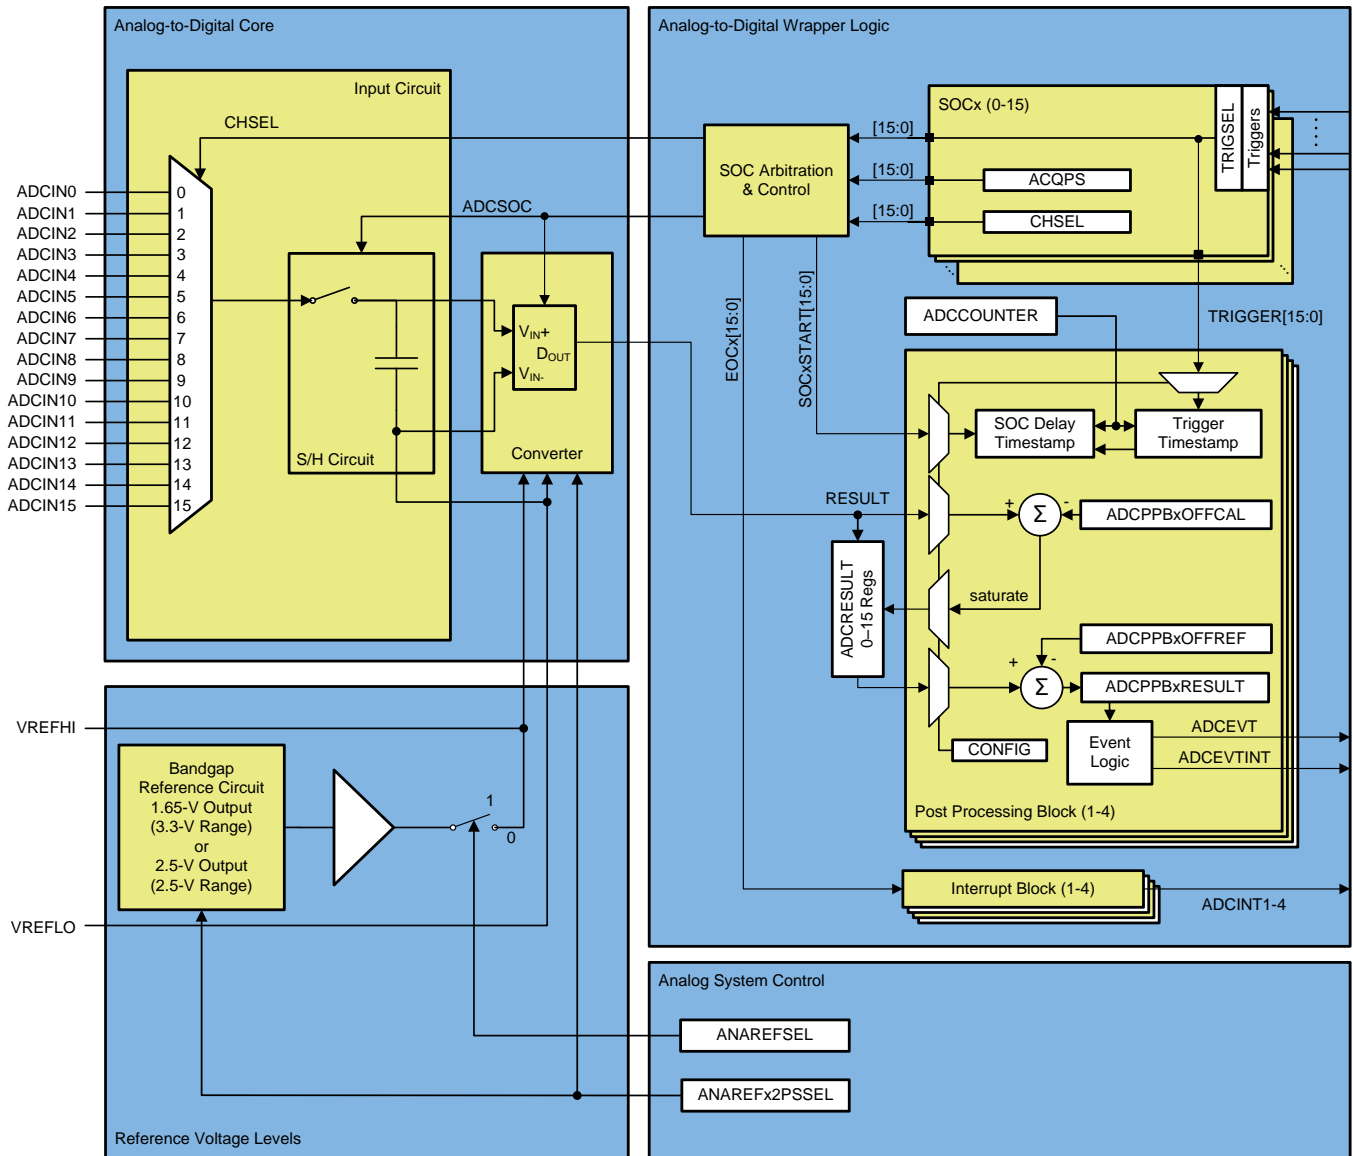 Analog-to-Digital Core
Input Circuit
CHSEL
ADCIN0
ADCIN1
ADCIN2
ADCIN3
ADCIN4
ADCIN5
ADCIN6
ADCIN7
ADCIN8
ADCIN9
ADCIN10
ADCIN11
ADCIN12
ADCIN13
ADCIN14
ADCIN15
0
1
2
3
4
5
6
7
8
9
10
11
12
13
14
15
ADCSOC
S/H Circuit
VIN+
DOUT
VIN-
Converter
Analog-to-Digital Wrapper Logic
SOC Arbitration
& Control
[15:0]
[15:0]
[15:0]
SOCx (0-15)
ACQPS
CHSEL
TRIGSEL
Triggers
EOCx[15:0]
SOCxSTART[15:0]
ADCCOUNTER
TRIGGER[15:0]
SOC Delay
Timestamp
Trigger
Timestamp
RESULT
+
Σ
-
ADCPPBxOFFCAL
ADCRESULT
0–15 Regs
saturate
ADCPPBxOFFREF
+
-
Σ
ADCPPBxRESULT
CONFIG
Event
Logic
ADCEVT
ADCEVTINT
Post Processing Block (1-4)
Interrupt Block (1-4)
ADCINT1-4
VREFHI
Bandgap
Reference Circuit
1.65-V Output
(3.3-V Range)
or
2.5-V Output
(2.5-V Range)
1
0
VREFLO
Reference Voltage Levels
Analog System Control
ANAREFSEL
ANAREFx2PSSEL